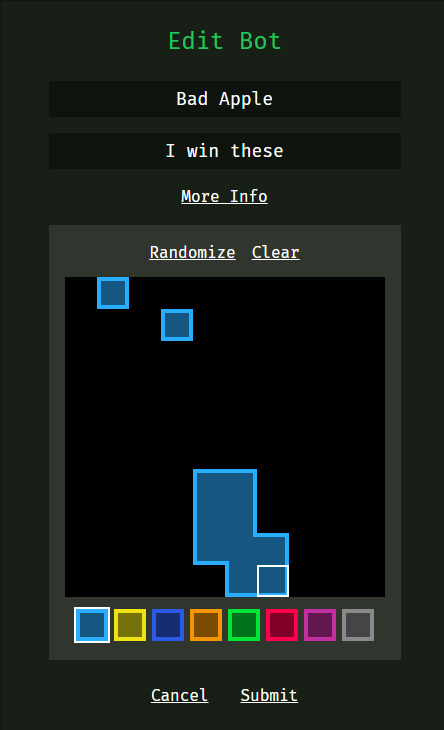 Edit Bot
Bad Apple
I win these
More Info
Randomize Clear
Cancel Submit